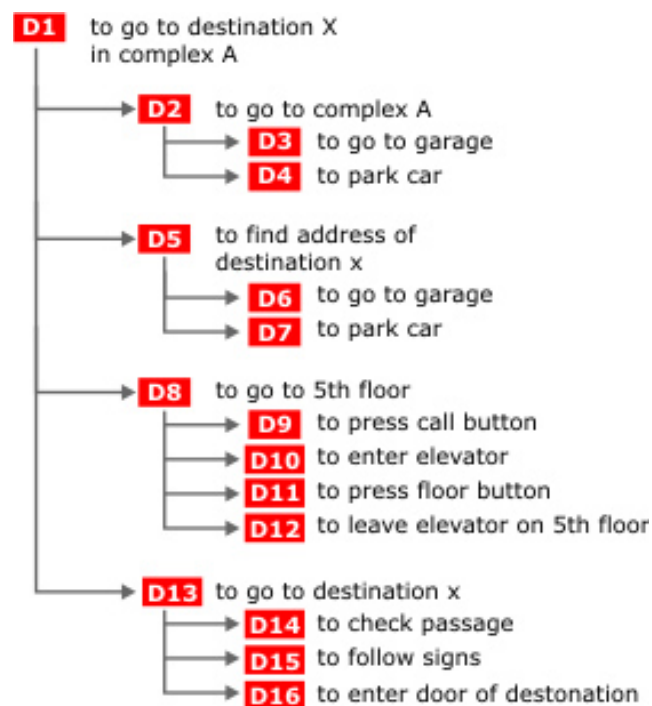 D1 to go to destination X
in complex A
D2 to go to complex A
D3 to go to garage
D4 to park car
D5 to find address of
destination x
D6 to go to garage
D7 to park car
D8 to go to 5th floor
D9 to press call button
D10 to enter elevator
D11 to press floor button
D12 to leave elevator on 5th floor
D13 to go to destination x
D14 to check passage
D15 to follow signs
D16 to enter door of destonation